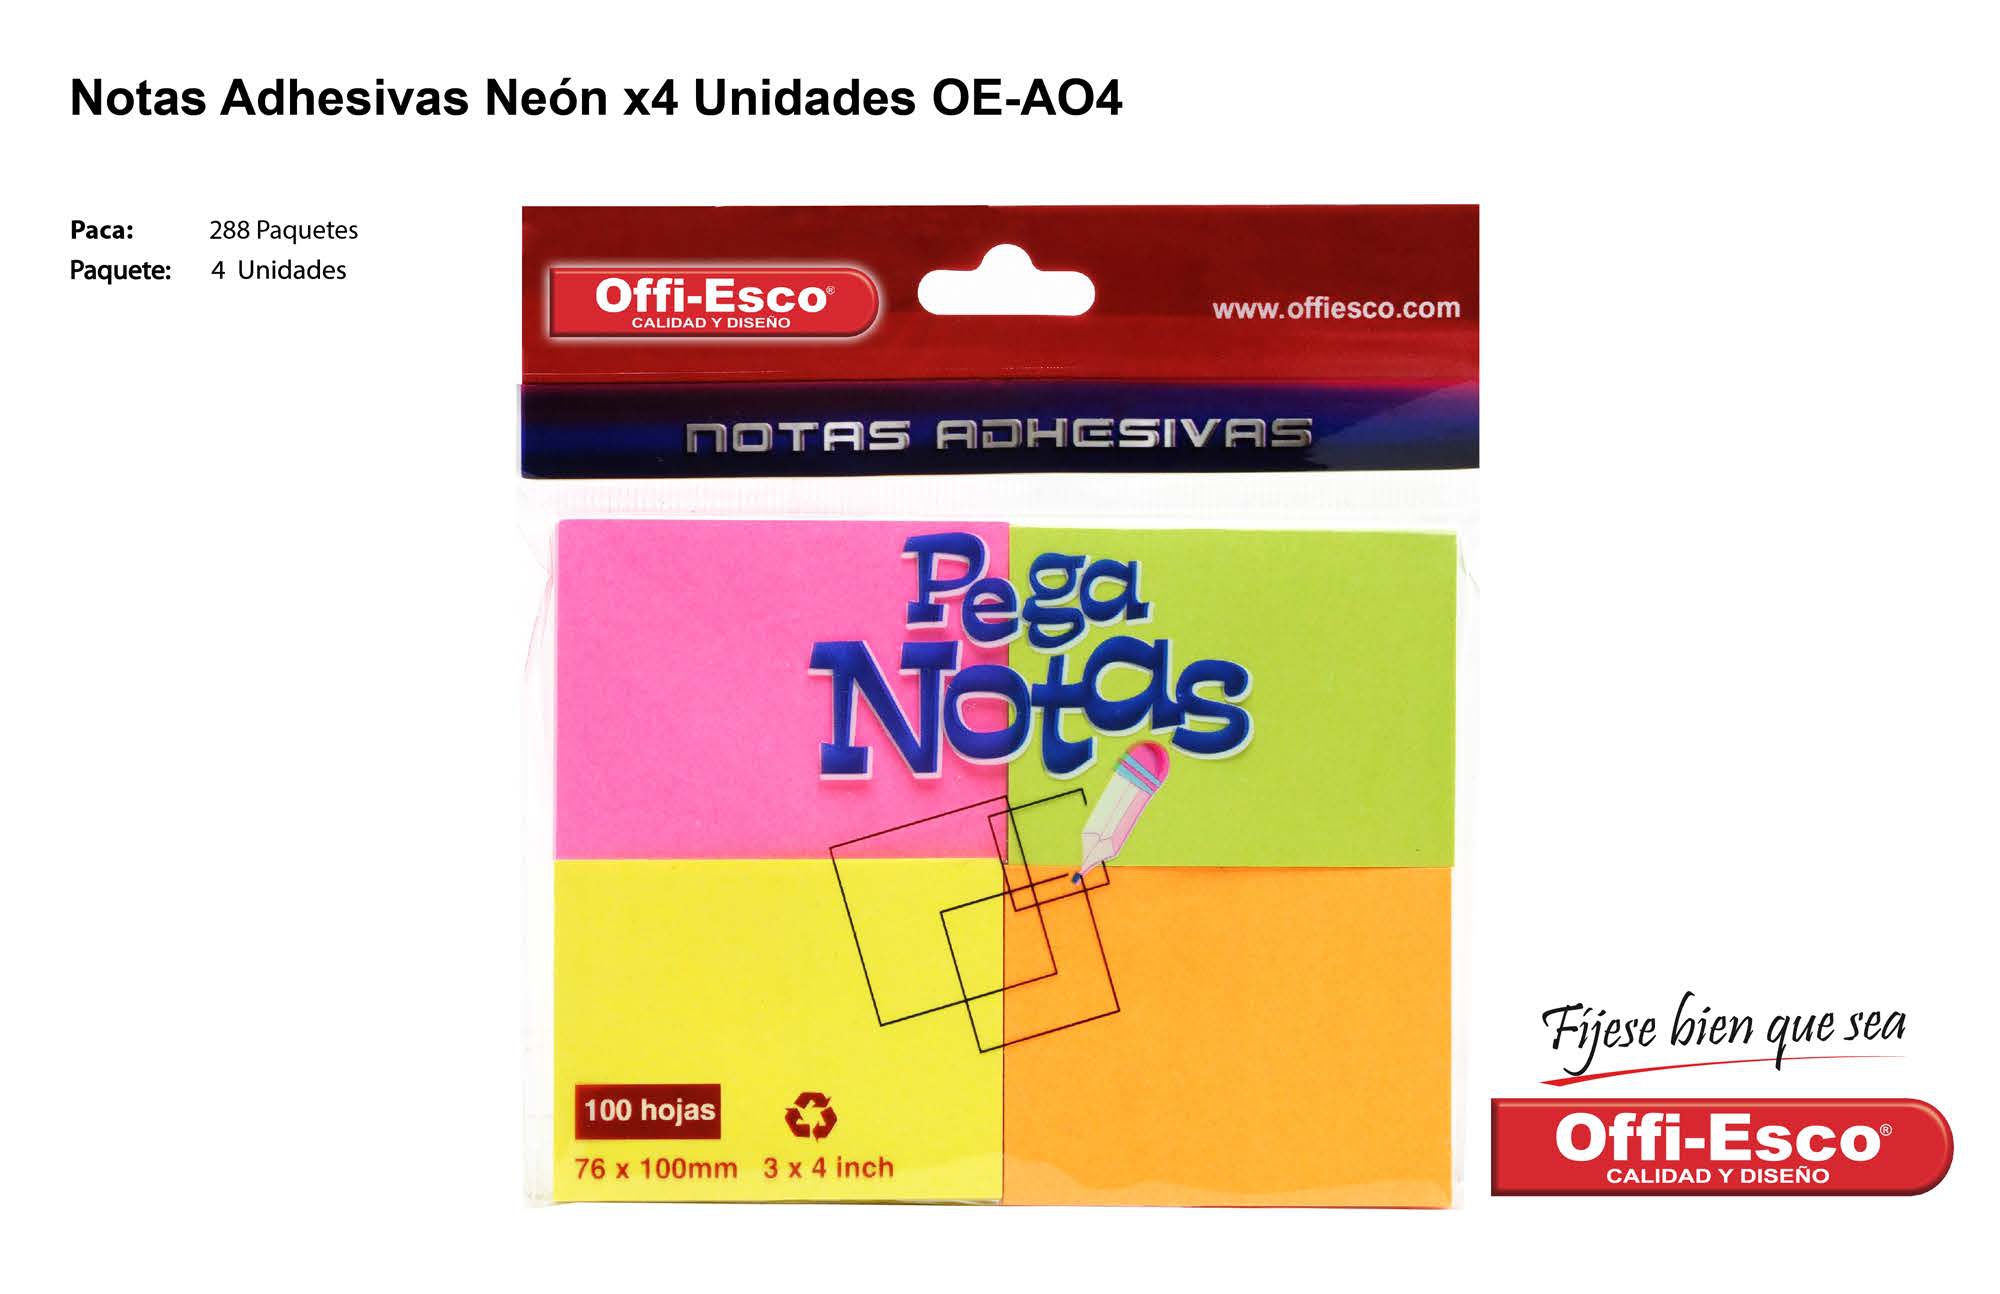 Notas Adhesivas Neón x4 Unidades OE-AO4
Paca: 288 Paquetes
Paquete: 4 Unidades
Offi-Esco®
CALIDAD Y DISEÑO
www.offiesco.com
NOTAS ADHESIVAS
Pega
Notas
100 hojas
76 x 100mm 3 x 4 inch
Fíjese bien que sea
Offi-Esco®
CALIDAD Y DISEÑO